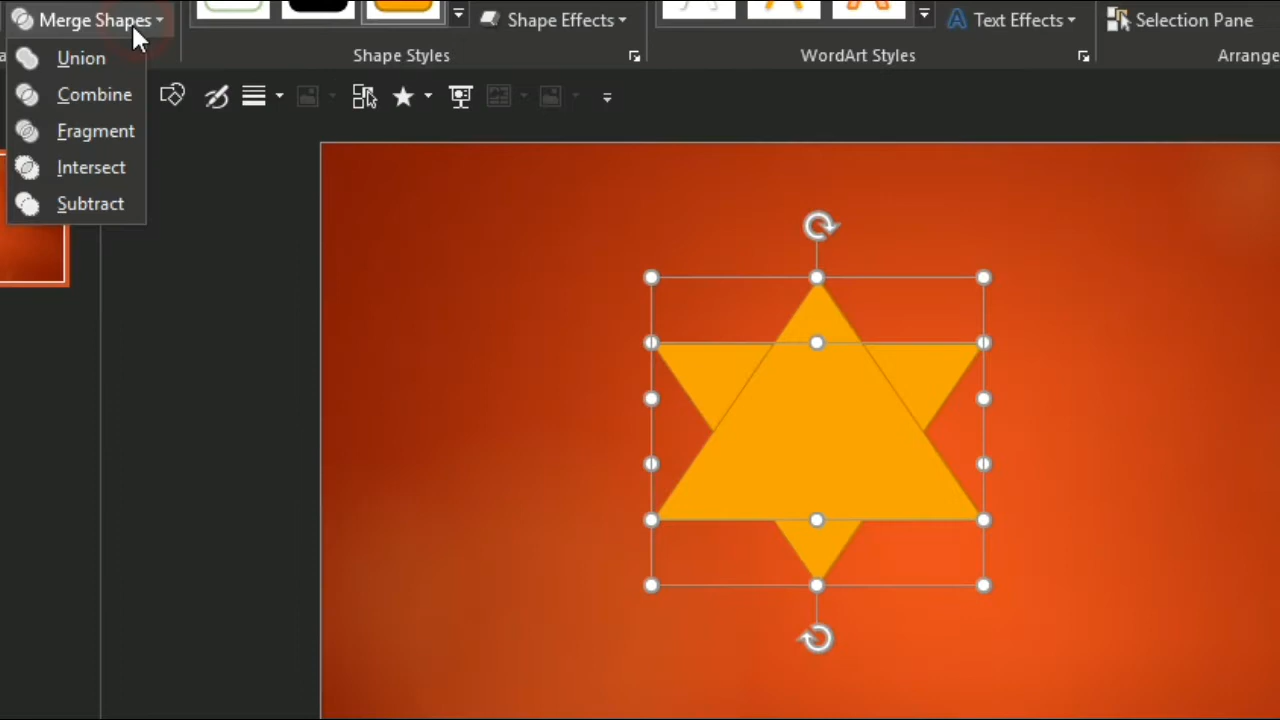 Merge Shapes
Shape Effects
Text Effects
Selection Pane
Shape Styles
WordArt Styles
Arrange
Union
Combine
Fragment
Intersect
Subtract